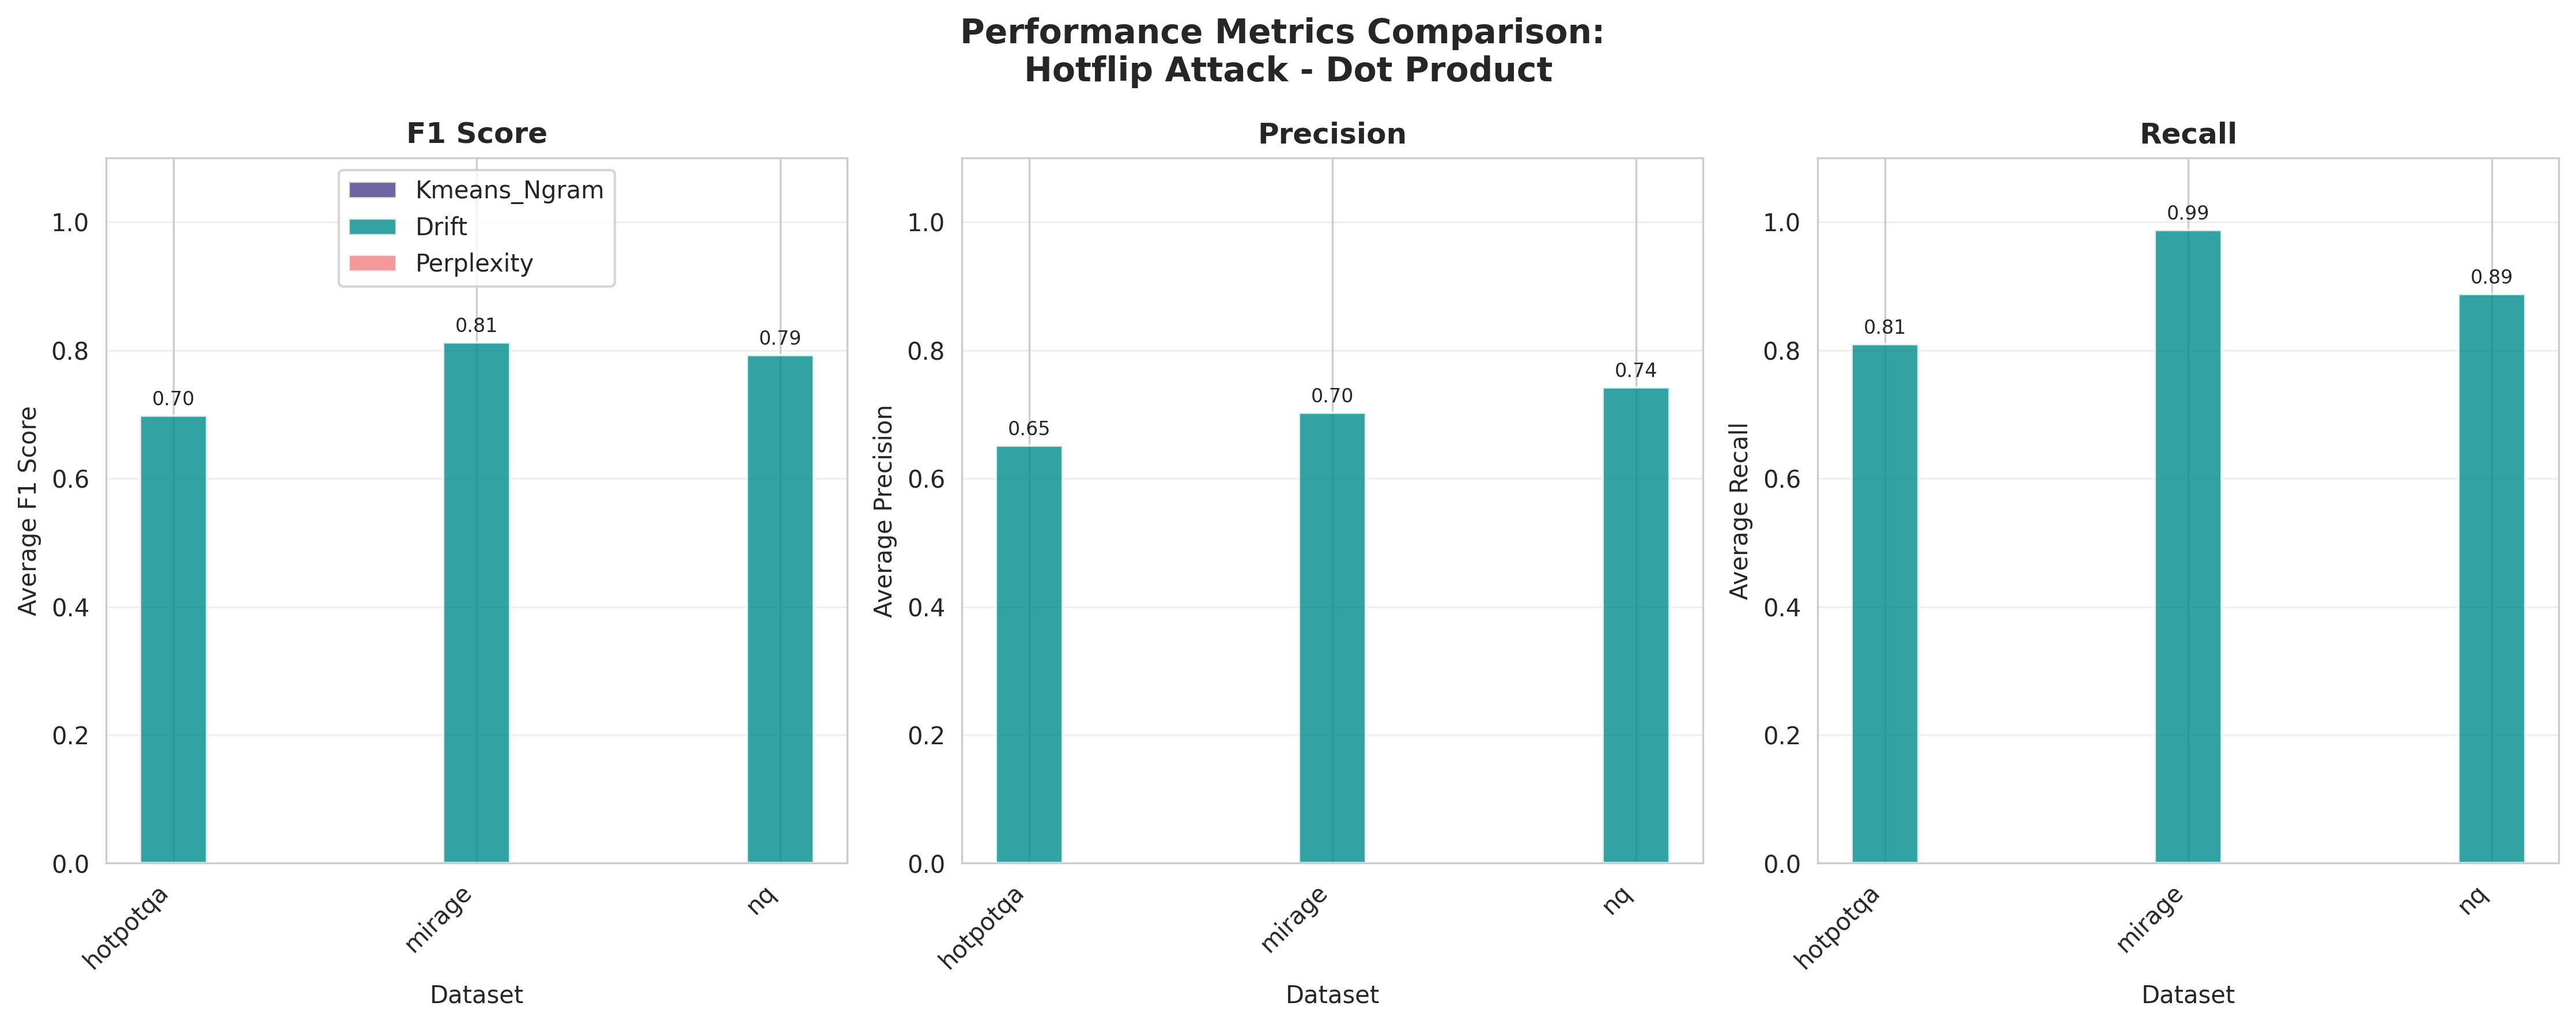 Performance Metrics Comparison:
Hotflip Attack - Dot Product
F1 Score
Kmeans_Ngram
Drift
Perplexity
Average F1 Score
1.0
0.8
0.6
0.4
0.2
0.0
0.70
0.81
0.79
hotpotqa
mirage
nq
Dataset
Precision
Average Precision
1.0
0.8
0.6
0.4
0.2
0.0
0.65
0.70
0.74
hotpotqa
mirage
nq
Dataset
Recall
Average Recall
1.0
0.8
0.6
0.4
0.2
0.0
0.81
0.99
0.89
hotpotqa
mirage
nq
Dataset